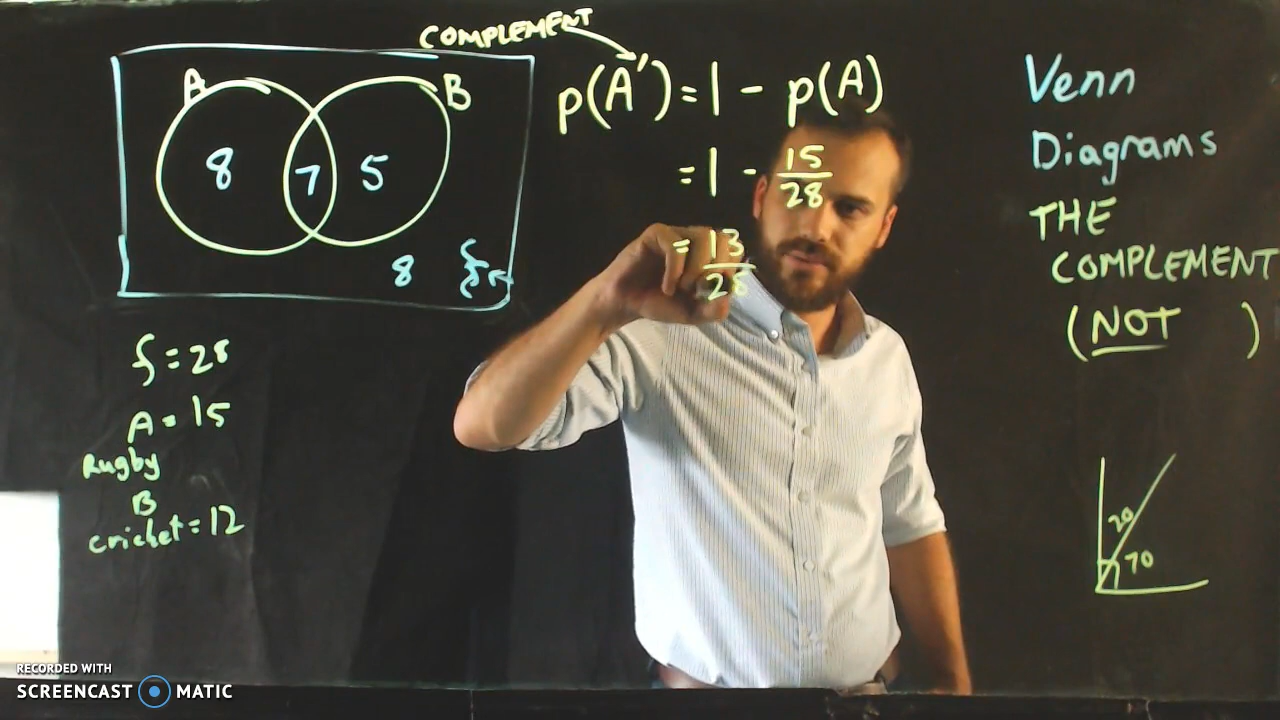 COMPLEMENT
A
B
8
7
5
8
ξ
p(A') = 1 - p(A)
= 1 - 15/28
= 13/28
ξ = 28
A = 15
Rugby
B
cricket = 12
Venn
Diagrams
THE
COMPLEMENT
(NOT )
20
70
RECORDED WITH
SCREENCAST MATIC